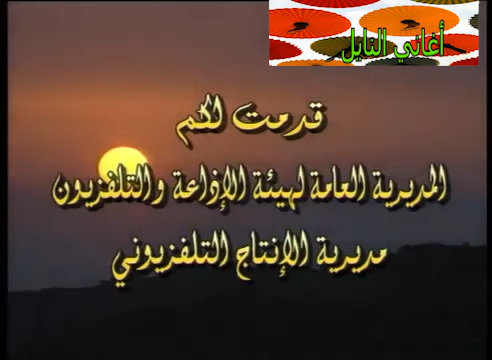 أغاني النايل
قدمت لكم
المديرية العامة لهيئة الإذاعة والتلفزيون
مديرية الإنتاج التلفزيوني